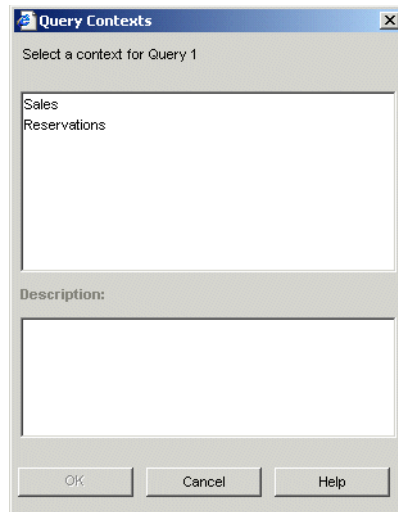 Query Contexts
Select a context for Query 1
Sales
Reservations
Description:
OK Cancel Help